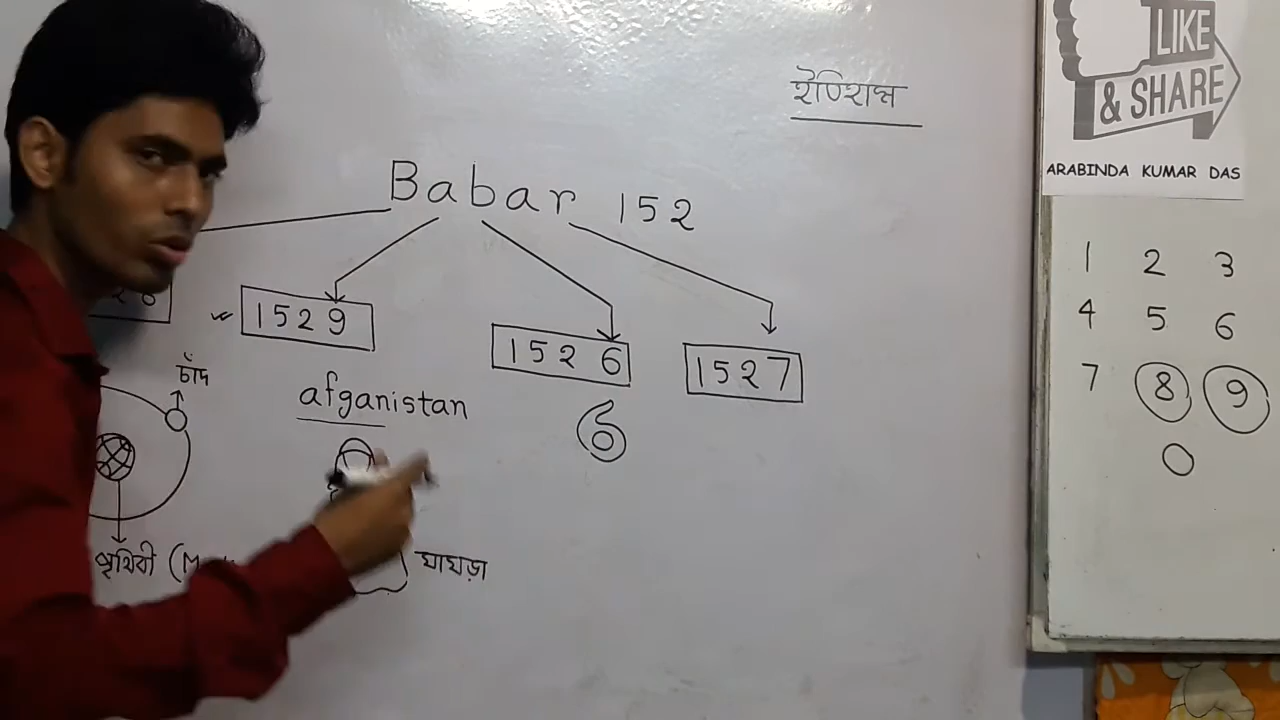 LIKE
& SHARE
ARABINDA KUMAR DAS
Babar 152
28
1529
1526
1527
6
চাঁদ
afganistan
পৃথিবী
ঘাঘড়া
1 2 3
4 5 6
7 8 9
0